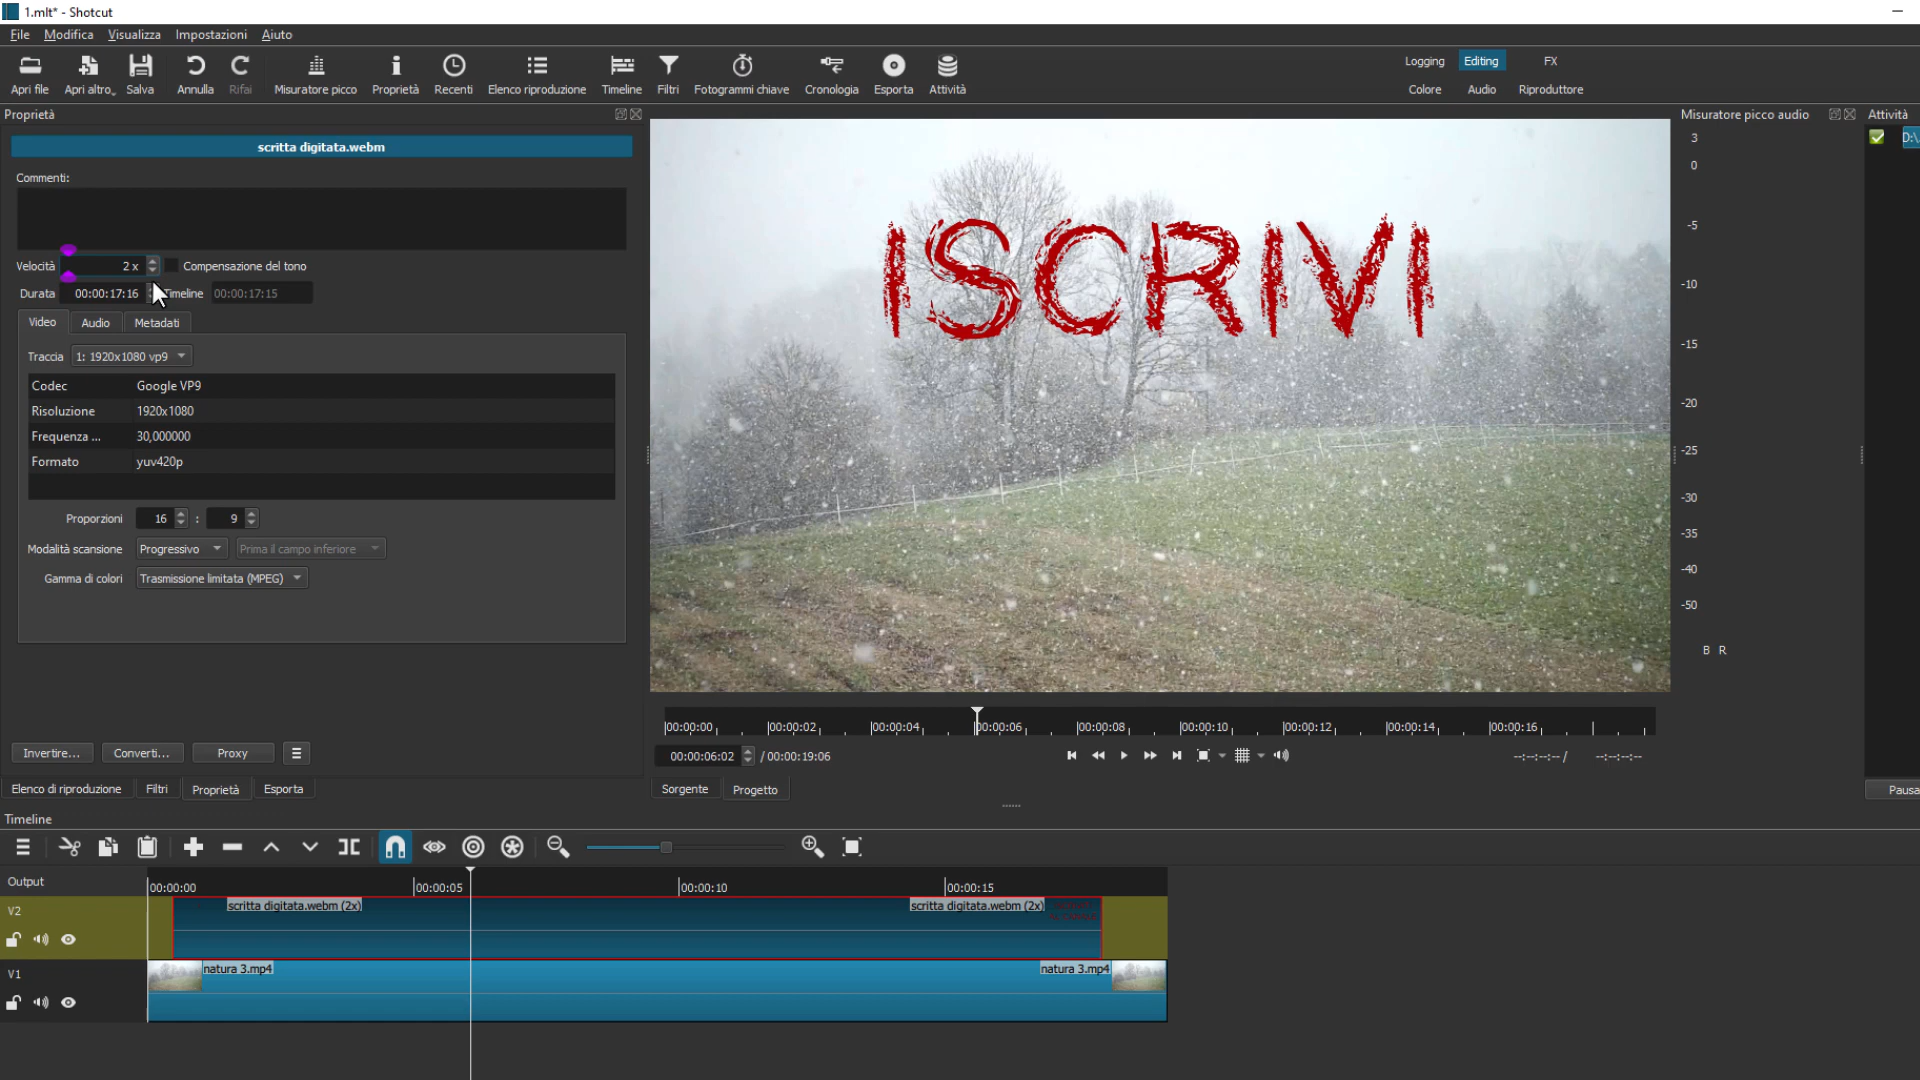 1.mlt* - Shotcut
File Modifica Visualizza Impostazioni Aiuto
Apri file Apri altro Salva Annulla Rifai Misuratore picco Proprietà Recenti Elenco riproduzione Timeline Filtri Fotogrammi chiave Cronologia Esporta Attività
Logging Editing FX
Colore Audio Riproduttore
Proprietà
scritta digitata.webm
Commenti:
Velocità 2 x Compensazione del tono
Durata 00:00:17:16 Timeline 00:00:17:15
Video Audio Metadati
Traccia 1: 1920x1080 vp9
Codec Google VP9
Risoluzione 1920x1080
Frequenza ... 30,000000
Formato yuv420p
Proporzioni 16 : 9
Modalità scansione Progressivo Prima il campo inferiore
Gamma di colori Trasmissione limitata (MPEG)
Invertire... Converti... Proxy
Elenco di riproduzione Filtri Proprietà Esporta
ISCRIVI
00:00:00 00:00:02 00:00:04 00:00:06 00:00:08 00:00:10 00:00:12 00:00:14 00:00:16
00:00:06:02 / 00:00:19:06 --:--:--:-- / --:--:--:--
Sorgente Progetto
Misuratore picco audio
3
0
-5
-10
-15
-20
-25
-30
-35
-40
-50
B R
Attività
D:\
Pausa
Timeline
Output 00:00:00 00:00:05 00:00:10 00:00:15
V2 scritta digitata.webm (2x) scritta digitata.webm (2x)
V1 natura 3.mp4 natura 3.mp4